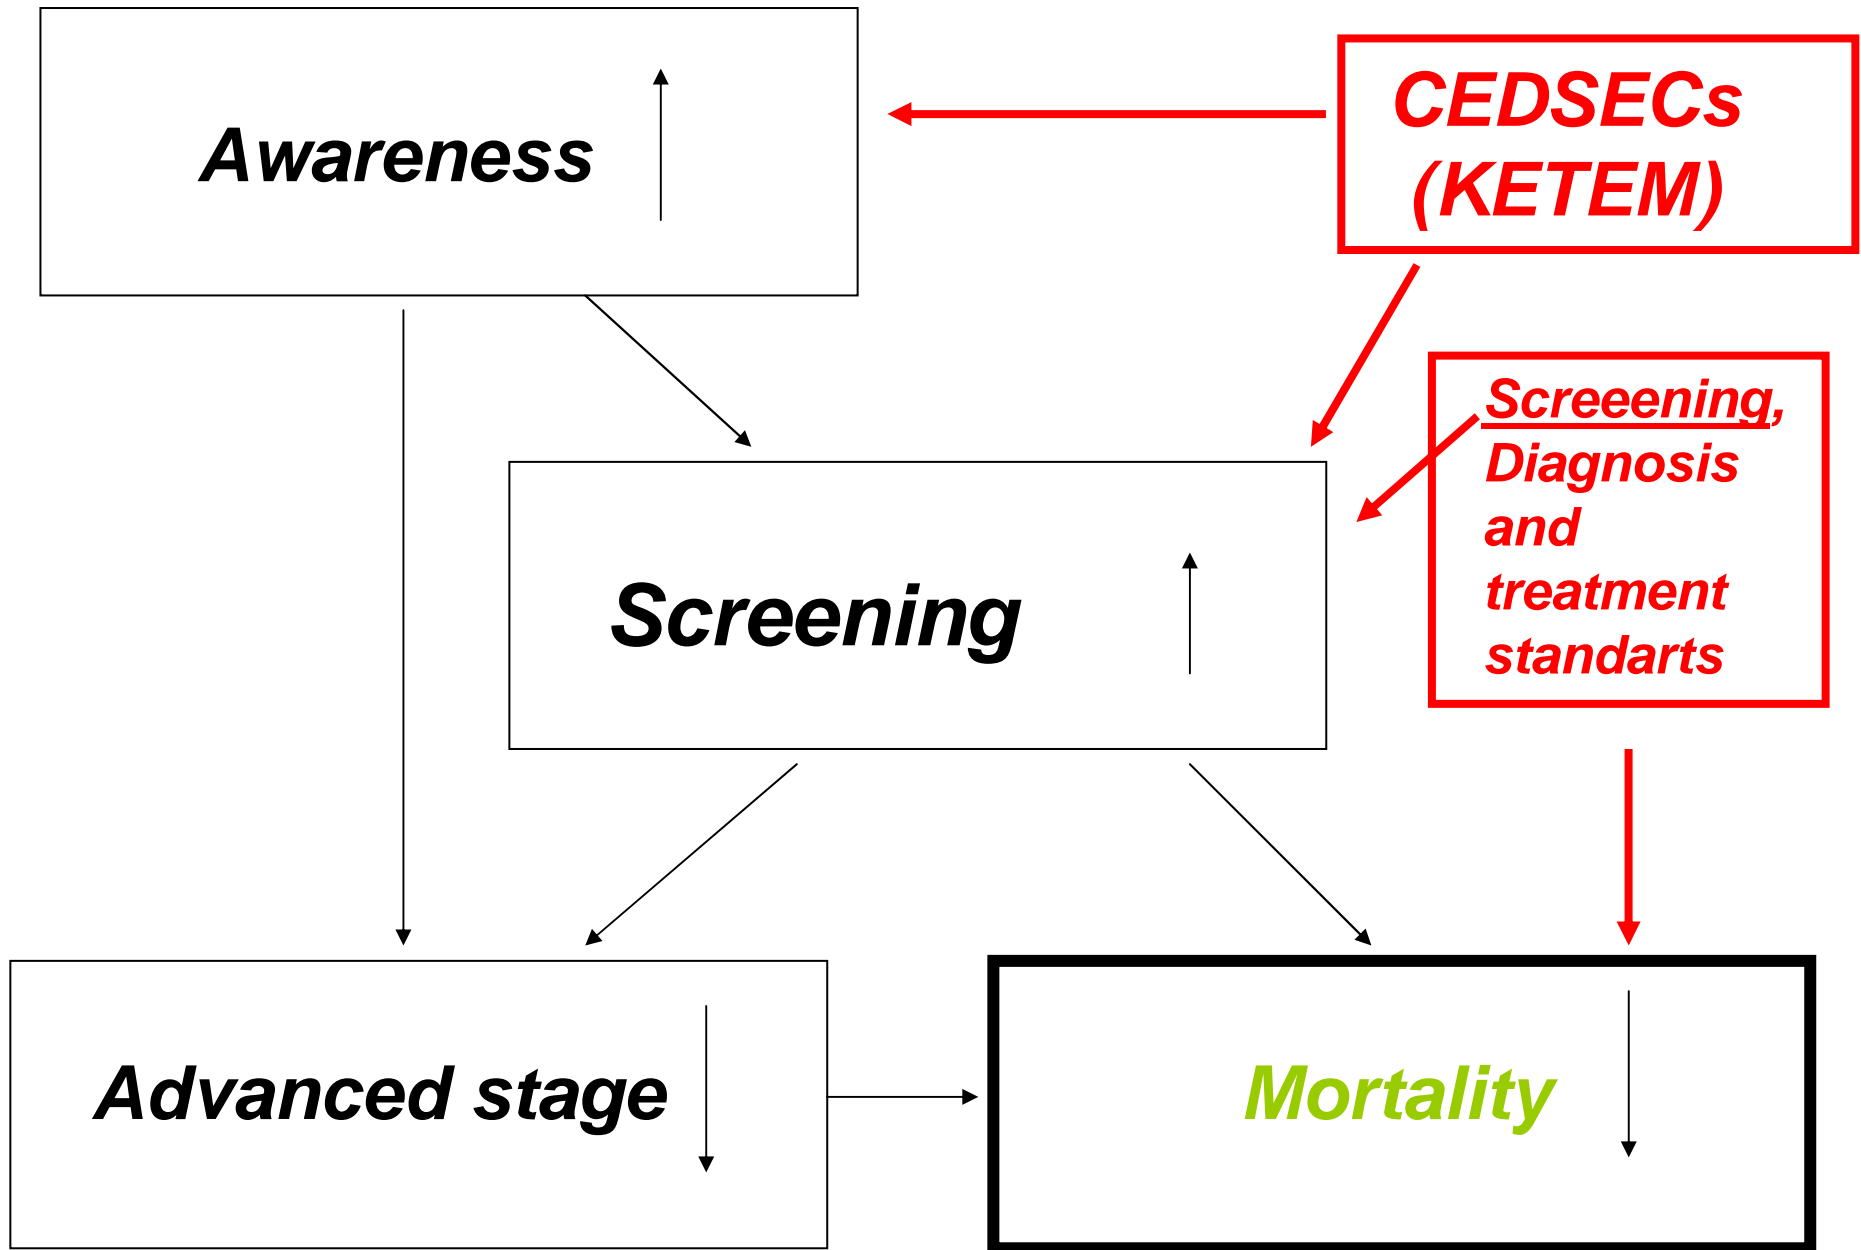 Awareness
CEDSECs
(KETEM)
Screeening,
Diagnosis
and
treatment
standarts
Screening
Advanced stage
Mortality